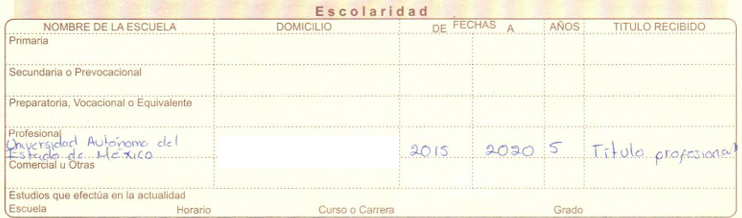 Escolaridad
NOMBRE DE LA ESCUELA DOMICILIO DE FECHAS A AÑOS TITULO RECIBIDO
Primaria
Secundaria o Prevocacional
Preparatoria, Vocacional o Equivalente
Profesional
Universidad Autónoma del
Estado de México 2015 2020 5 Título profesional
Comercial u Otras
Estudios que efectúa en la actualidad
Escuela Horario Curso o Carrera Grado